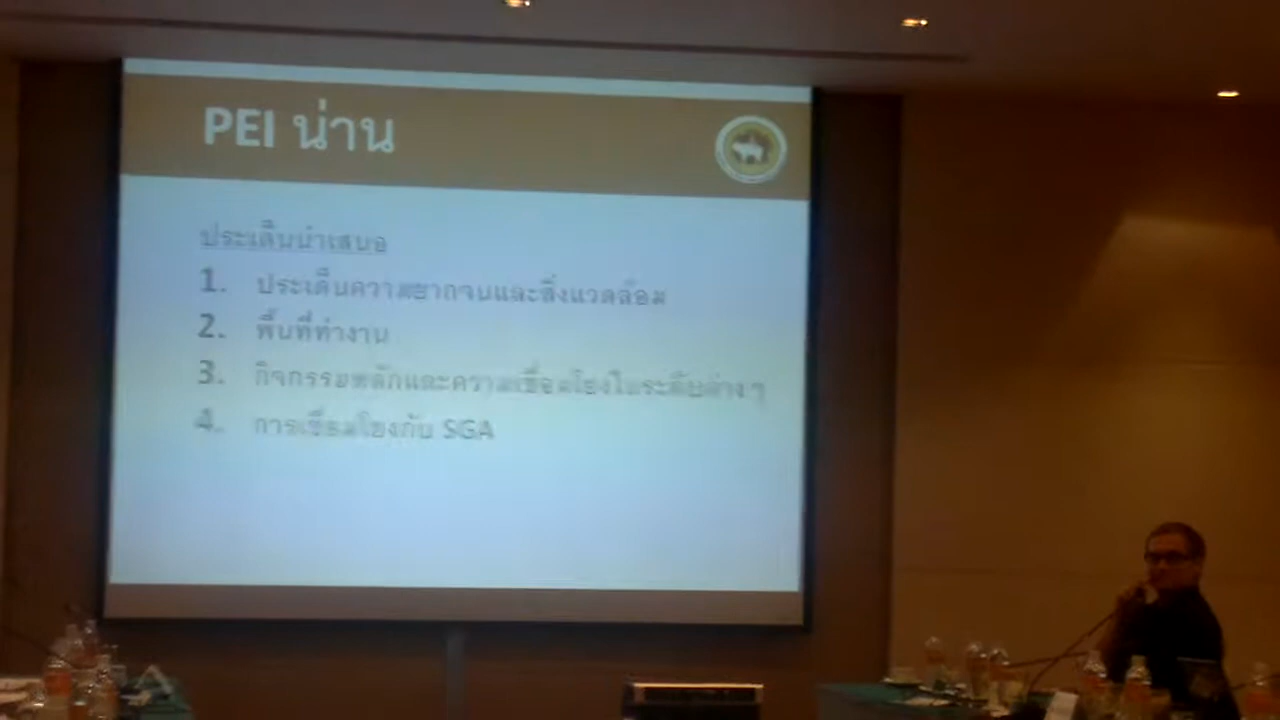 PEI น่าน
ประเด็นนำเสนอ
1. ประเด็นความยากจนและสิ่งแวดล้อม
2. พื้นที่ทำงาน
3. กิจกรรมหลักและความเชื่อมโยงในระดับต่าง ๆ
4. การเชื่อมโยงกับ SGA